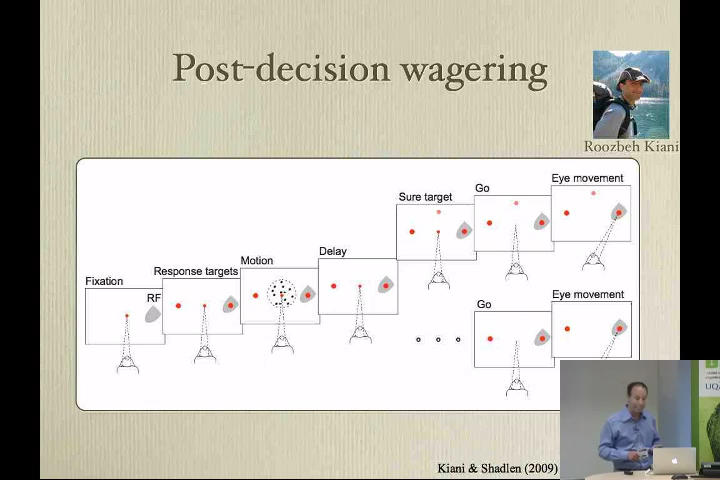 Post-decision wagering
Roozbeh Kiani
Eye movement
Go
Sure target
Delay
Motion
Response targets
Fixation
RF
Eye movement
Go
Kiani & Shadlen (2009)